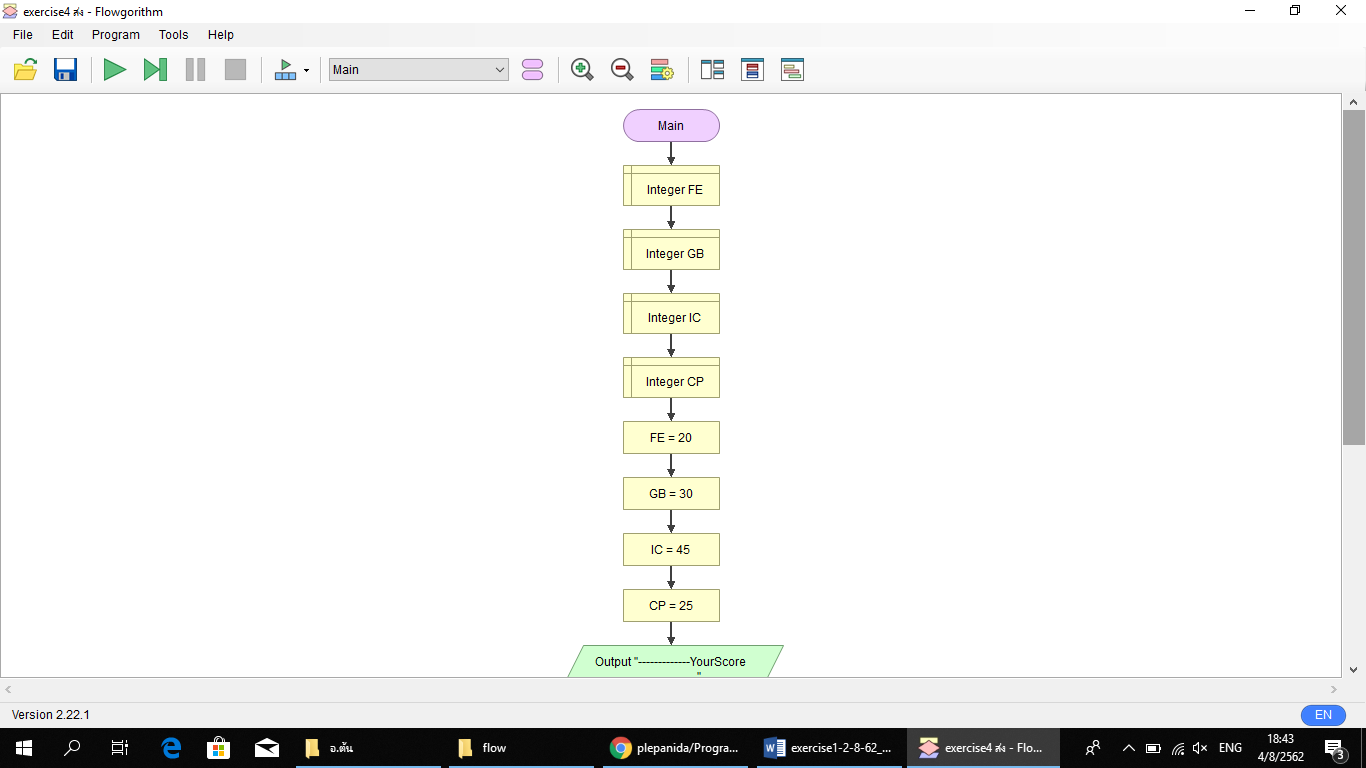 exercise4 ส่ง - Flowgorithm
File Edit Program Tools Help
Main
Main
Integer FE
Integer GB
Integer IC
Integer CP
FE = 20
GB = 30
IC = 45
CP = 25
Output "-------------YourScore
Version 2.22.1
EN
อ.ต้น
flow
plepanida/Progra...
exercise1-2-8-62_...
exercise4 ส่ง - Flo...
ENG
18:43
4/8/2562
3